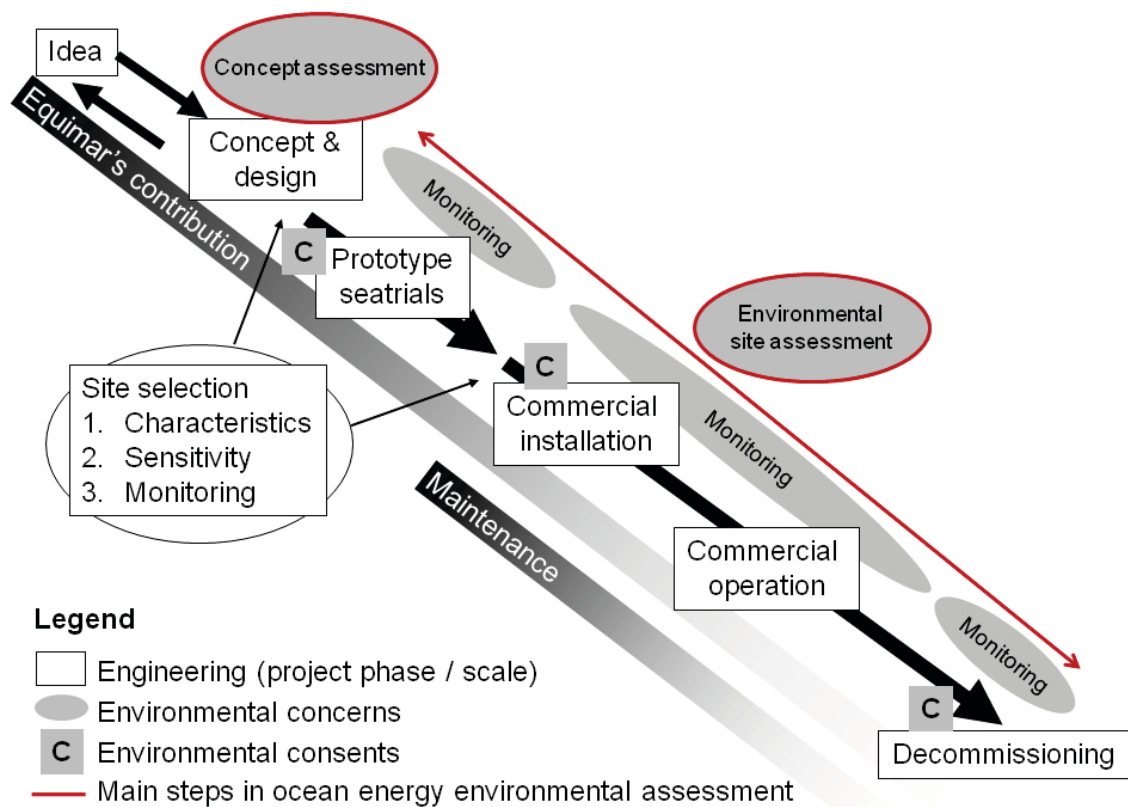 Idea
Concept assessment
Equimar's contribution
Concept &
design
Monitoring
C
Prototype
seatrials
Environmental
site assessment
Site selection
1. Characteristics
2. Sensitivity
3. Monitoring
C
Commercial
installation
Monitoring
Maintenance
Commercial
operation
Monitoring
C
Decommissioning
Legend
Engineering (project phase / scale)
Environmental concerns
C Environmental consents
Main steps in ocean energy environmental assessment